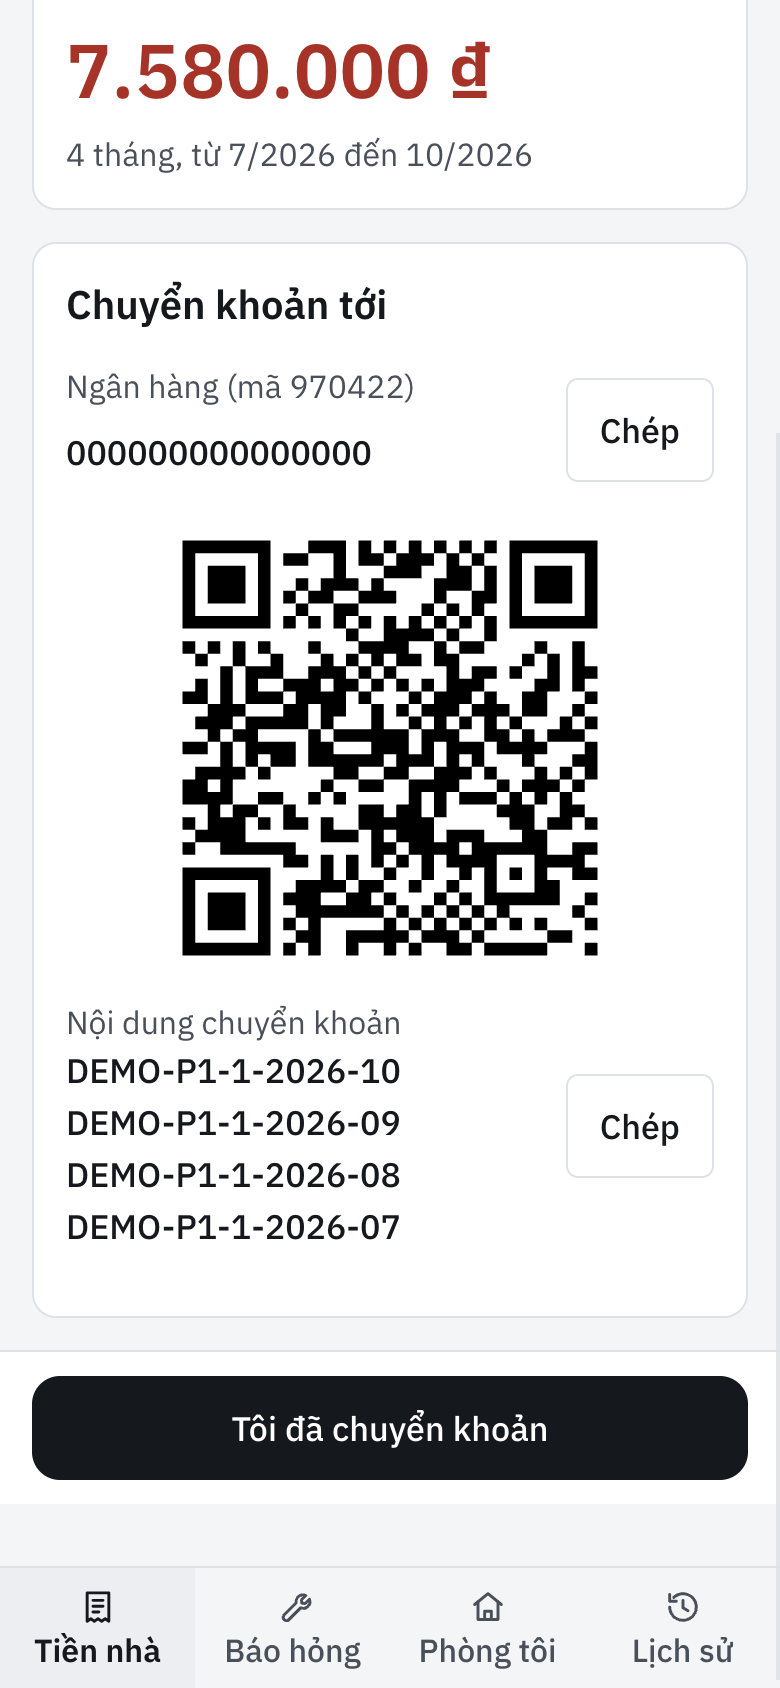 7.580.000 ₫
4 tháng, từ 7/2026 đến 10/2026
Chuyển khoản tới
Ngân hàng (mã 970422)
000000000000000
Chép
Nội dung chuyển khoản
DEMO-P1-1-2026-10
DEMO-P1-1-2026-09
DEMO-P1-1-2026-08
DEMO-P1-1-2026-07
Chép
Tôi đã chuyển khoản
Tiền nhà
Báo hỏng
Phòng tôi
Lịch sử